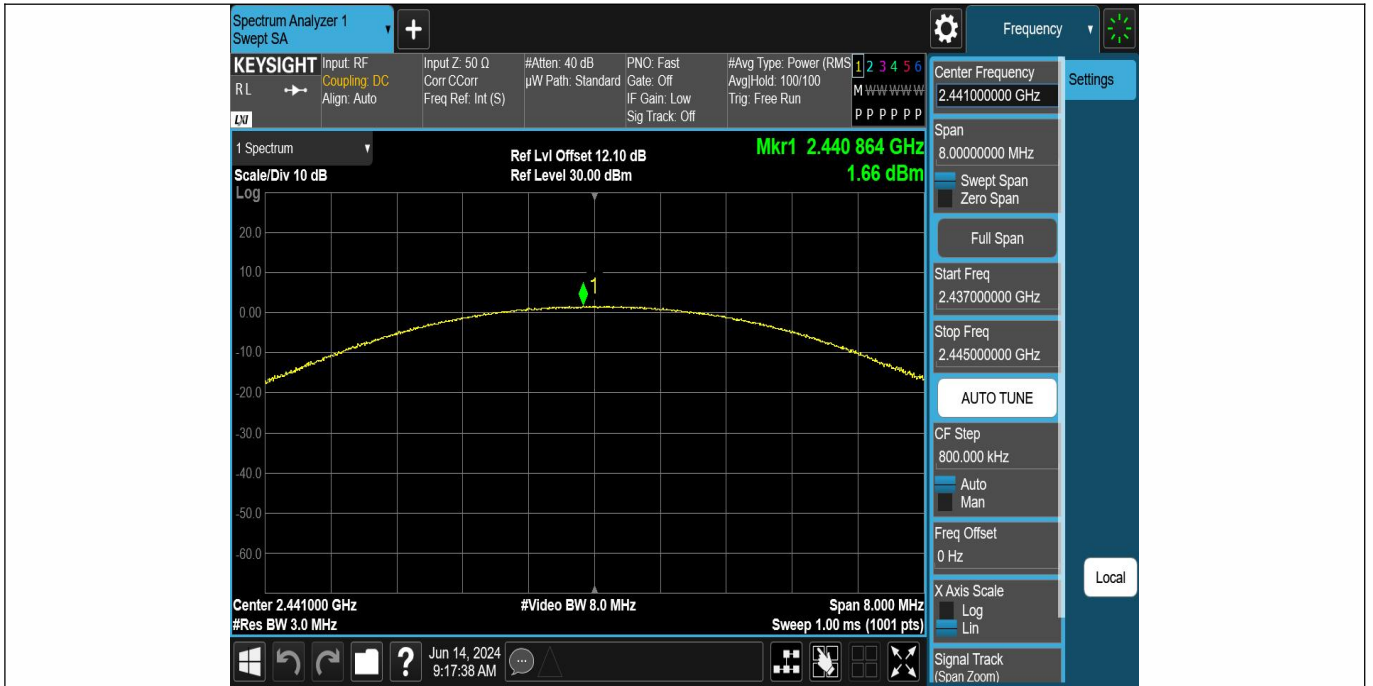 Spectrum Analyzer 1
Swept SA
Frequency
KEYSIGHT
R L
LXI
Input: RF
Coupling: DC
Align: Auto
Input Z: 50 Ω
Corr CCorr
Freq Ref: Int (S)
#Atten: 40 dB
µW Path: Standard
PNO: Fast
Gate: Off
IF Gain: Low
Sig Track: Off
#Avg Type: Power (RMS
Avg|Hold: 100/100
Trig: Free Run
1 2 3 4 5 6
M W W W W W
P P P P P P
1 Spectrum
Scale/Div 10 dB
Ref Lvl Offset 12.10 dB
Ref Level 30.00 dBm
Mkr1 2.440 864 GHz
1.66 dBm
Log
20.0
10.0
0.00
-10.0
-20.0
-30.0
-40.0
-50.0
-60.0
1
Center 2.441000 GHz
#Res BW 3.0 MHz
#Video BW 8.0 MHz
Span 8.000 MHz
Sweep 1.00 ms (1001 pts)
Jun 14, 2024
9:17:38 AM
Center Frequency
2.441000000 GHz
Settings
Span
8.00000000 MHz
Swept Span
Zero Span
Full Span
Start Freq
2.437000000 GHz
Stop Freq
2.445000000 GHz
AUTO TUNE
CF Step
800.000 kHz
Auto
Man
Freq Offset
0 Hz
X Axis Scale
Log
Lin
Local
Signal Track
(Span Zoom)